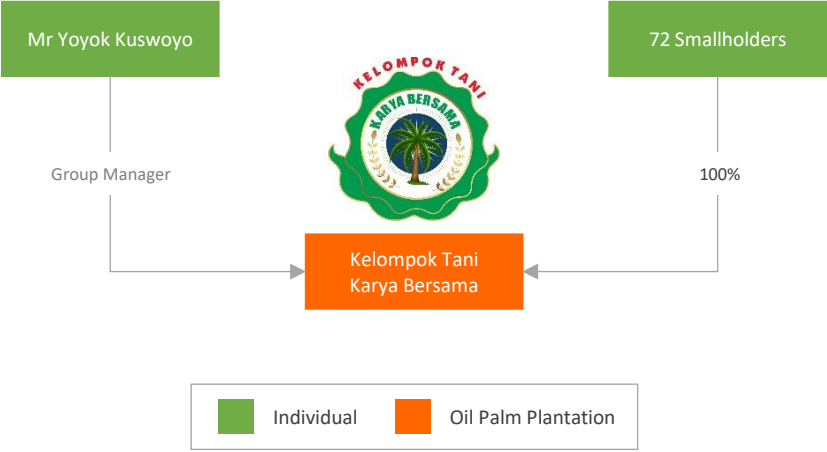 Mr Yoyok Kuswoyo
72 Smallholders
KELOMPOK TANI
KARYA BERSAMA
Group Manager
100%
Kelompok Tani
Karya Bersama
Individual
Oil Palm Plantation